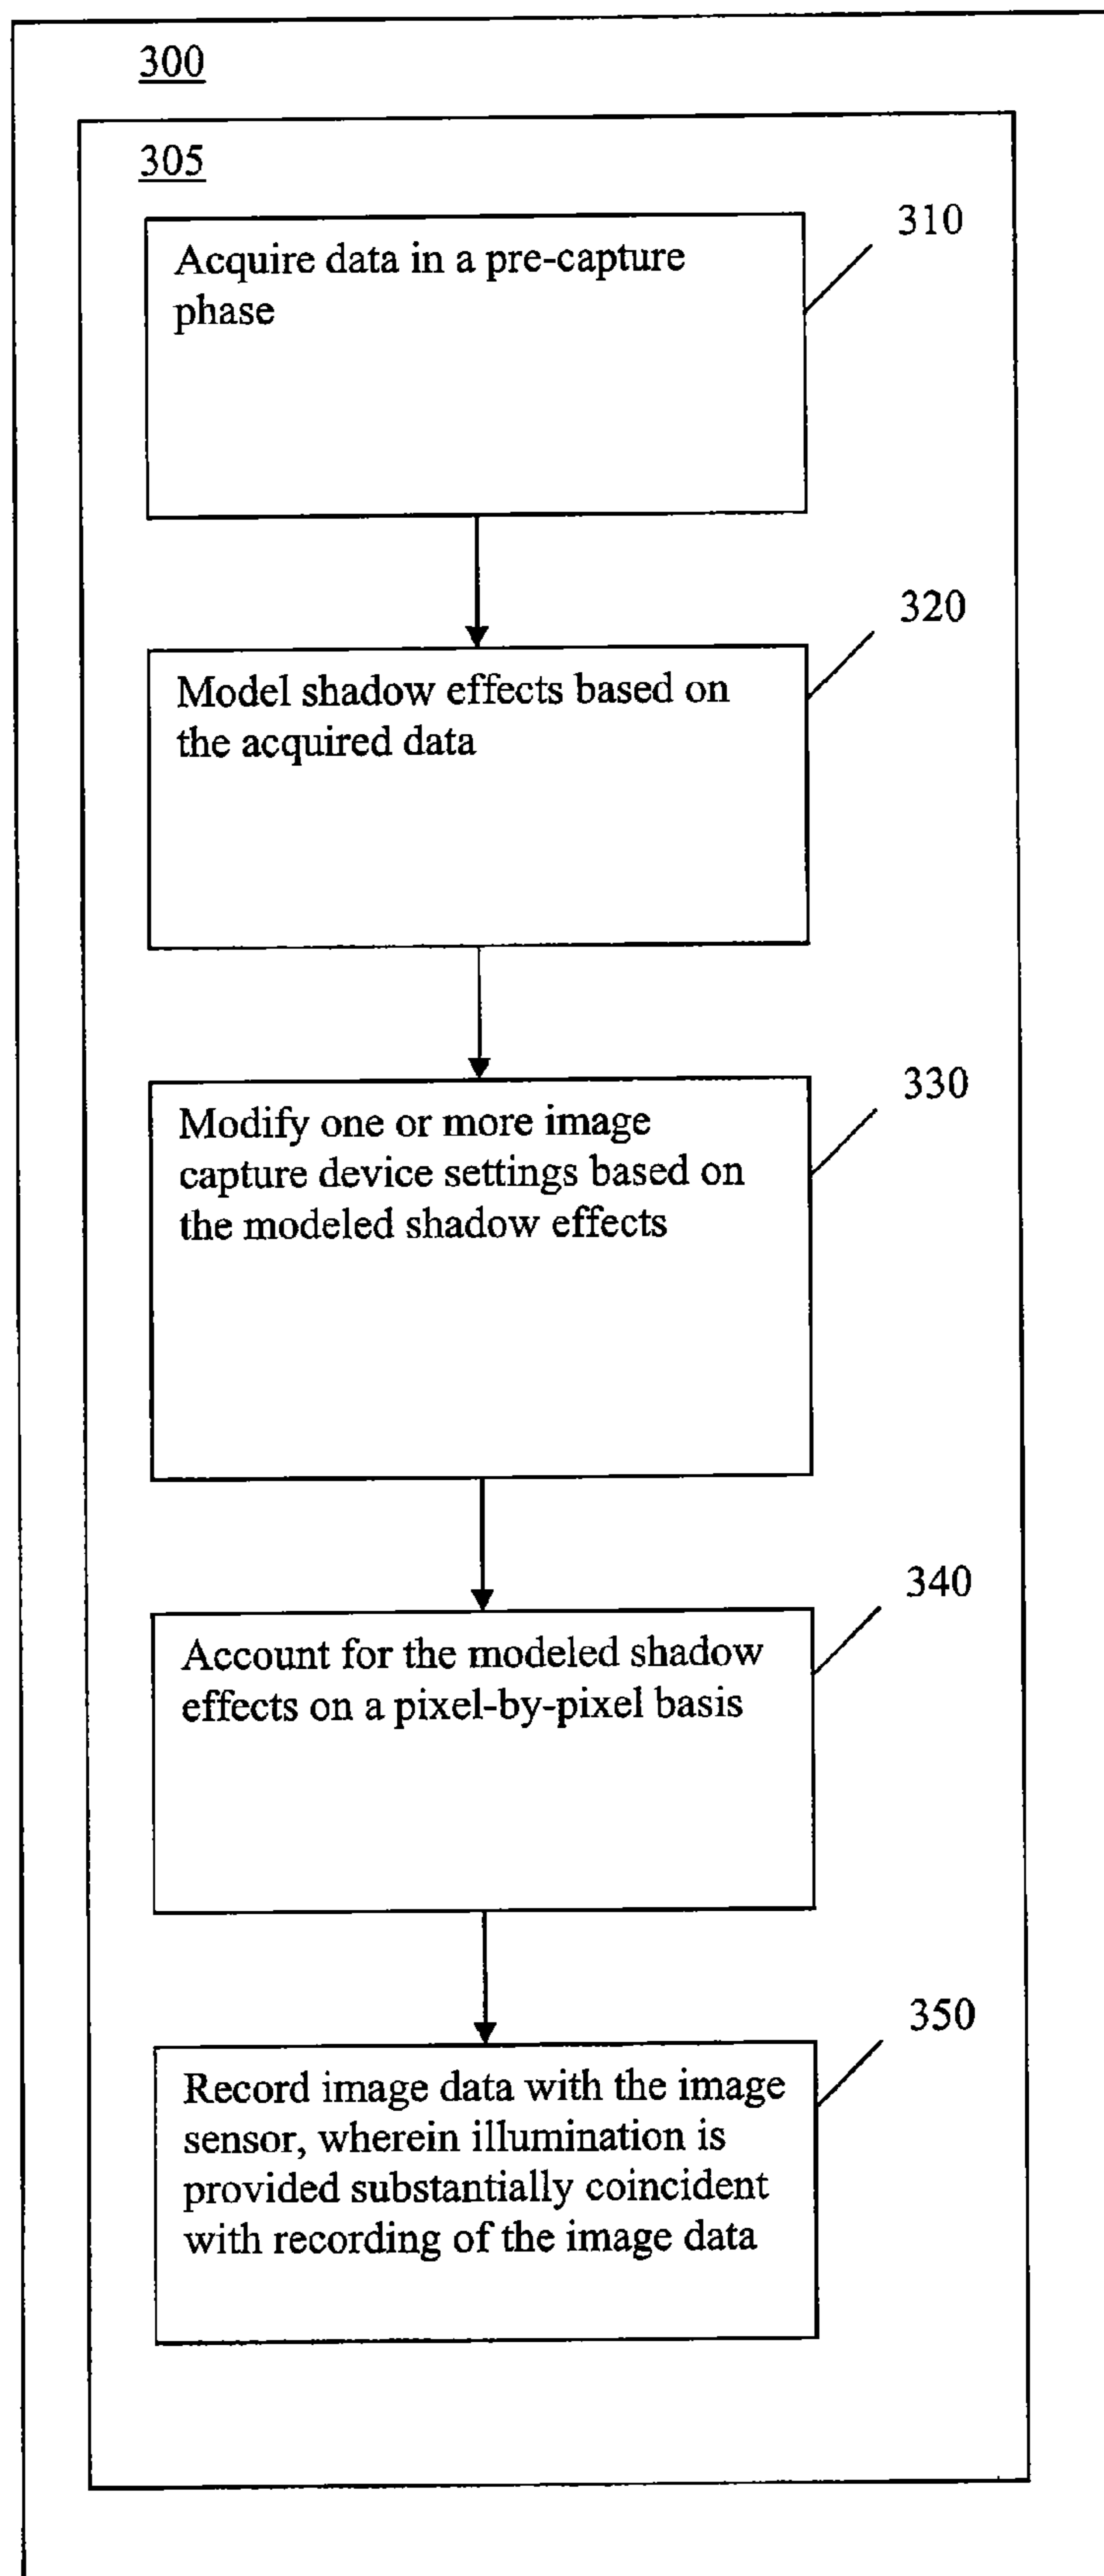 300
305
310
Acquire data in a pre-capture
phase
320
Model shadow effects based on
the acquired data
330
Modify one or more image
capture device settings based on
the modeled shadow effects
340
Account for the modeled shadow
effects on a pixel-by-pixel basis
350
Record image data with the image
sensor, wherein illumination is
provided substantially coincident
with recording of the image data